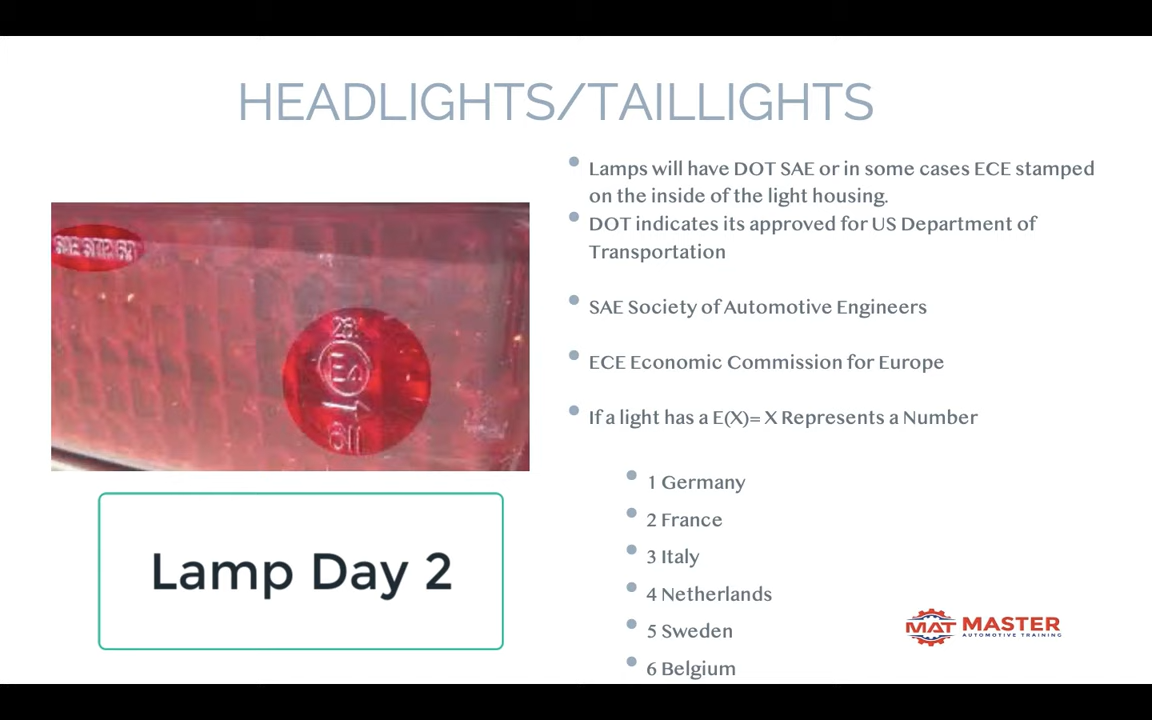 HEADLIGHTS/TAILLIGHTS
Lamps will have DOT SAE or in some cases ECE stamped
on the inside of the light housing.
DOT indicates its approved for US Department of
Transportation
SAE Society of Automotive Engineers
ECE Economic Commission for Europe
If a light has a E(X)= X Represents a Number
1 Germany
2 France
3 Italy
4 Netherlands
5 Sweden
6 Belgium
SAE
E4
Lamp Day 2
MAT MASTER
AUTOMOTIVE TRAINING